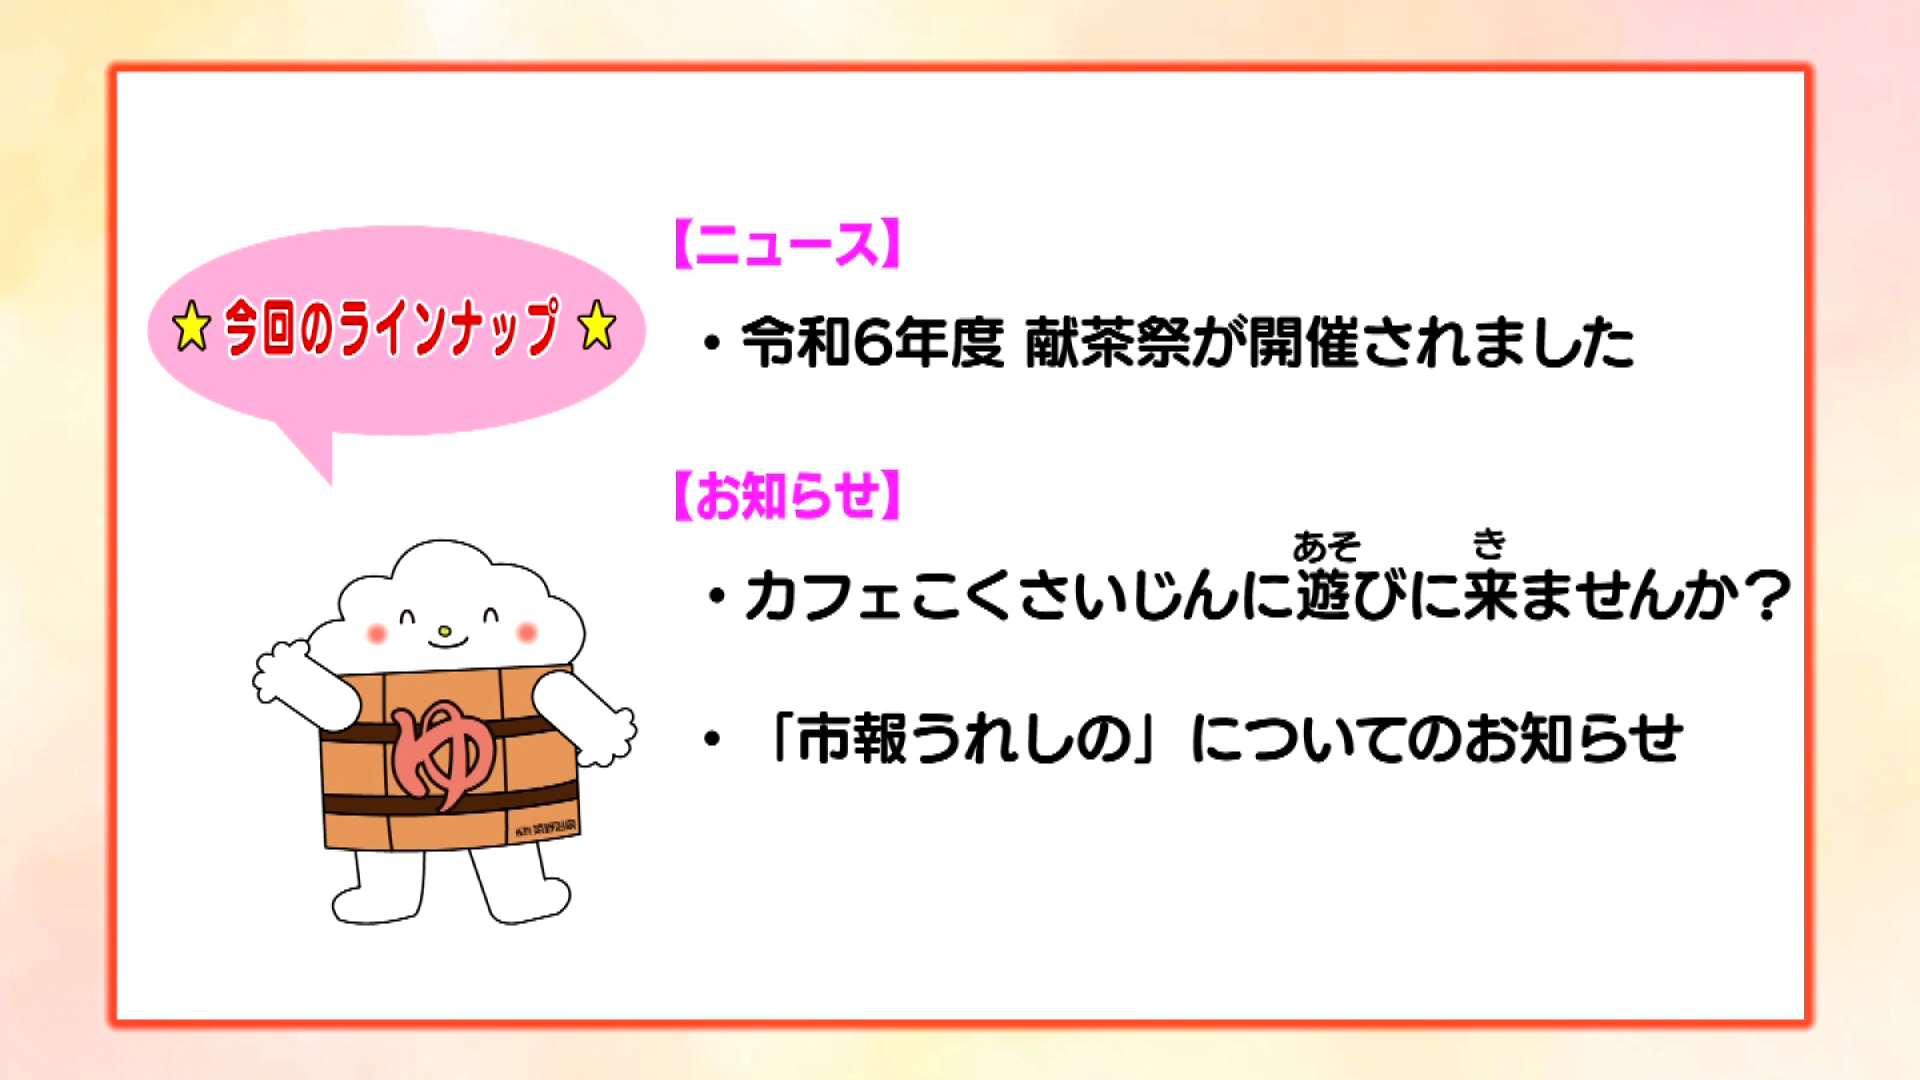 ★ 今回のラインナップ ★
【ニュース】
・令和6年度 献茶祭が開催されました
【お知らせ】
あそ き
・カフェこくさいじんに遊びに来ませんか？
・「市報うれしの」についてのお知らせ
ゆ